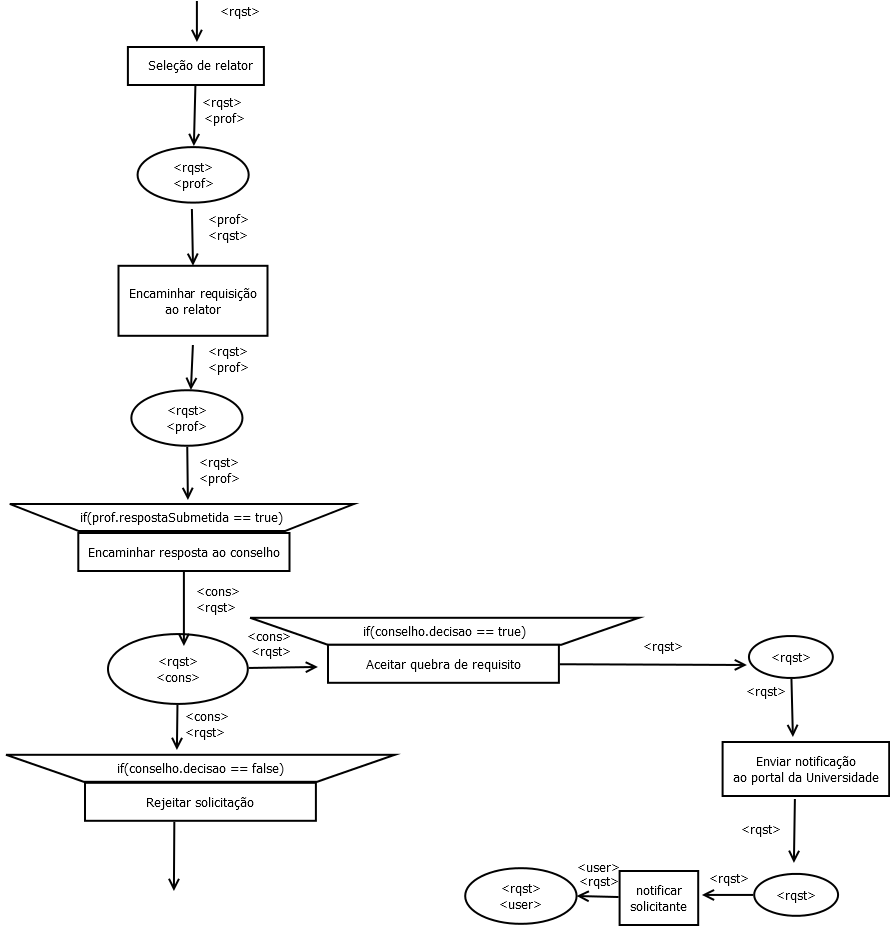 <rqst>
Seleção de relator
<rqst>
<prof>
<rqst>
<prof>
<prof>
<rqst>
Encaminhar requisição
ao relator
<rqst>
<prof>
<rqst>
<prof>
<rqst>
<prof>
if(prof.respostaSubmetida == true)
Encaminhar resposta ao conselho
<cons>
<rqst>
<rqst>
<cons>
<cons>
<rqst>
if(conselho.decisao == true)
Aceitar quebra de requisito
<rqst>
<rqst>
<rqst>
Enviar notificação
ao portal da Universidade
<rqst>
<rqst>
<rqst>
notificar
solicitante
<user>
<rqst>
<rqst>
<user>
<cons>
<rqst>
if(conselho.decisao == false)
Rejeitar solicitação